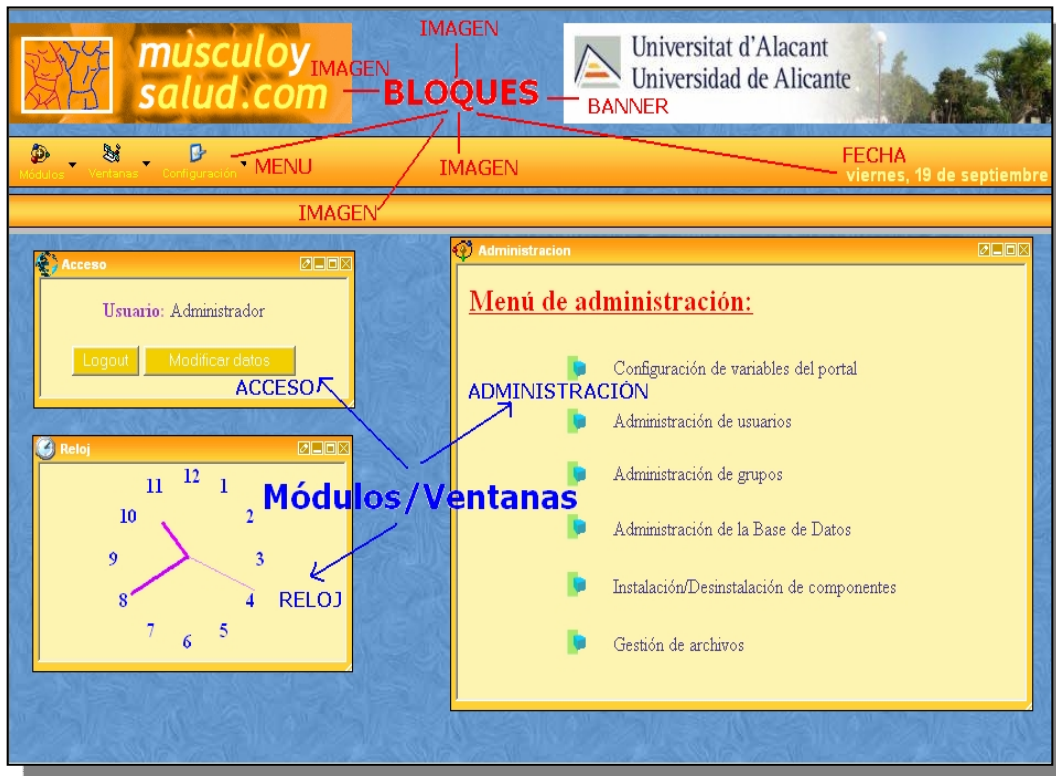 músculoy
salud.com
IMAGEN
IMAGEN
BLOQUES
Universitat d'Alacant
Universidad de Alicante
BANNER
Módulos
Ventanas
Configuración
MENU
IMAGEN
FECHA
viernes, 19 de septiembre
IMAGEN
Acceso
Usuario: Administrador
Logout
Modificar datos
ACCESO
Administracion
Menú de administración:
Configuración de variables del portal
ADMINISTRACIÓN
Administración de usuarios
Administración de grupos
Administración de la Base de Datos
Instalación/Desinstalación de componentes
Gestión de archivos
Módulos/Ventanas
Reloj
12
1
2
3
4
5
6
7
8
9
10
11
RELOJ